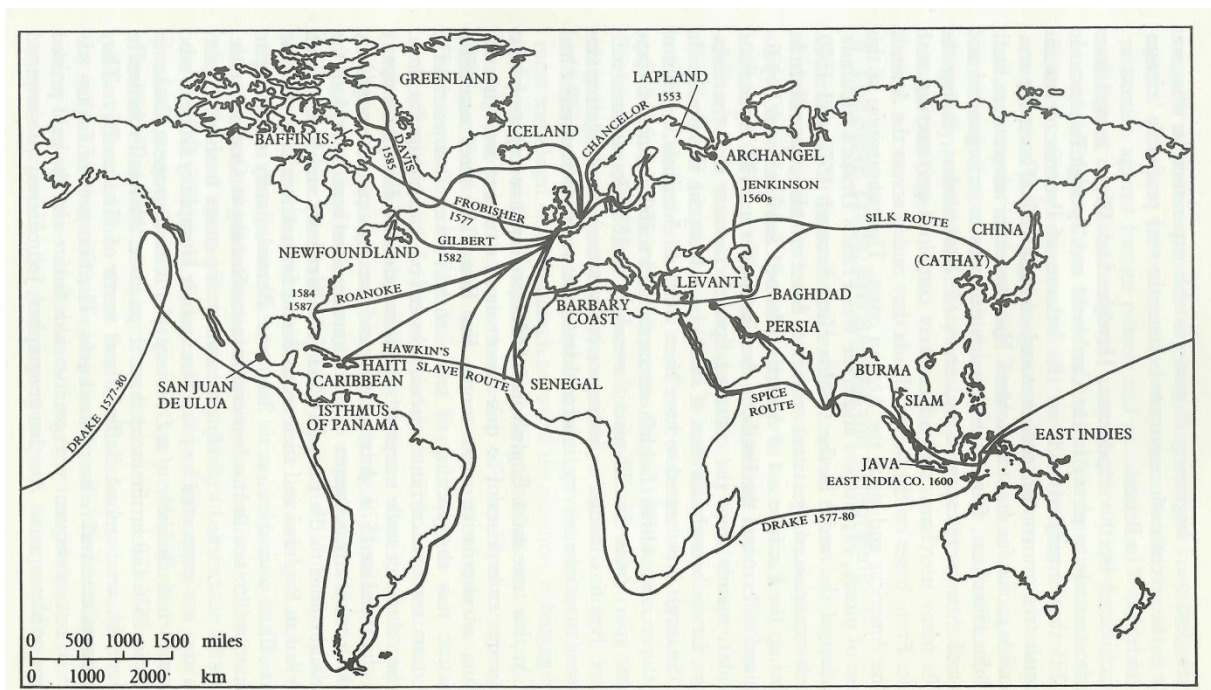 GREENLAND
LAPLAND
ICELAND
CHANCELOR 1553
BAFFIN IS.
DAVIS
1585
ARCHANGEL
FROBISHER
1577
JENKINSON
1560s
SILK ROUTE
CHINA
(CATHAY)
NEWFOUNDLAND
GILBERT
1582
LEVANT
1584
1587
ROANOKE
BARBARY
COAST
BAGHDAD
PERSIA
HAWKIN'S
SLAVE ROUTE
HAITI
CARIBBEAN
SENEGAL
BURMA
SIAM
SAN JUAN
DE ULUA
ISTHMUS
OF PANAMA
SPICE
ROUTE
DRAKE 1577-80
EAST INDIES
JAVA
EAST INDIA CO. 1600
DRAKE 1577-80
0 500 1000 1500 miles
0 1000 2000 km